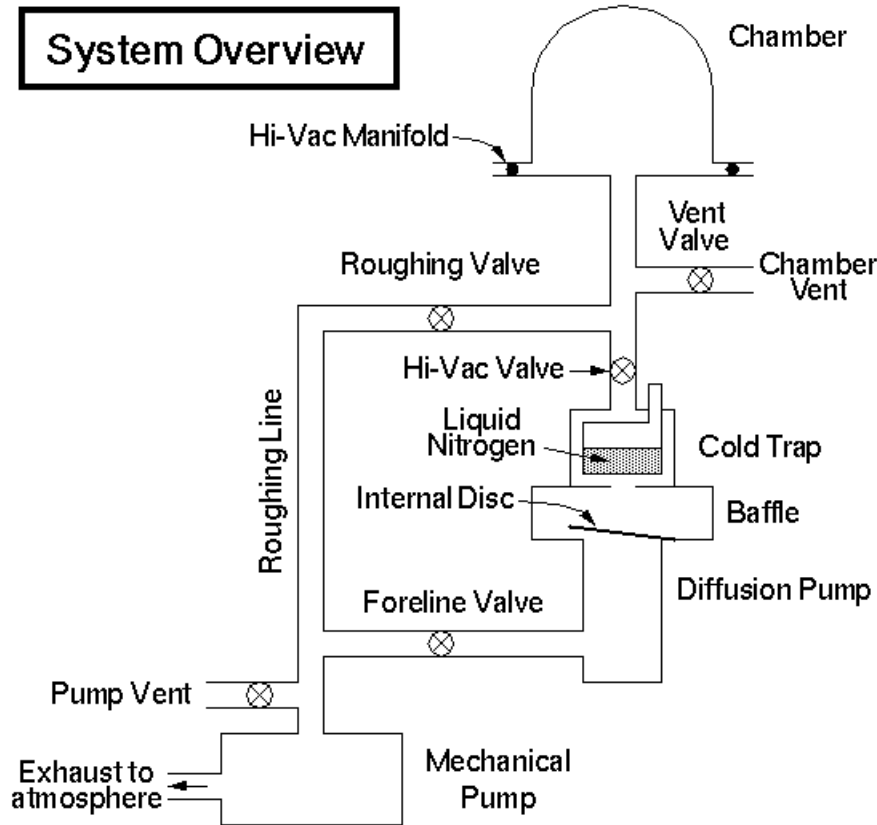 System Overview
Chamber
Hi-Vac Manifold
Vent
Valve
Roughing Valve
Chamber
Vent
Hi-Vac Valve
Liquid
Nitrogen
Cold Trap
Roughing Line
Internal Disc
Baffle
Foreline Valve
Diffusion Pump
Pump Vent
Exhaust to
atmosphere
Mechanical
Pump